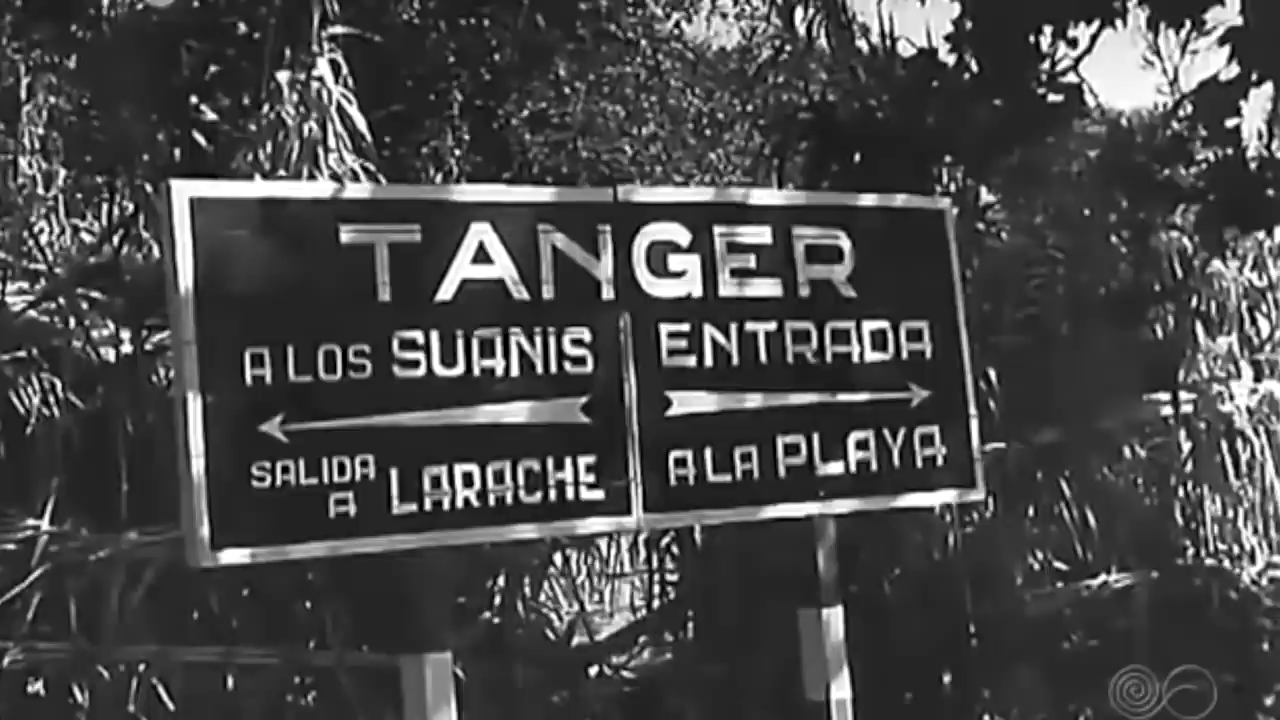 TANGER
A LOS SUANIS
SALIDA A LARACHE
ENTRADA
A LA PLAYA